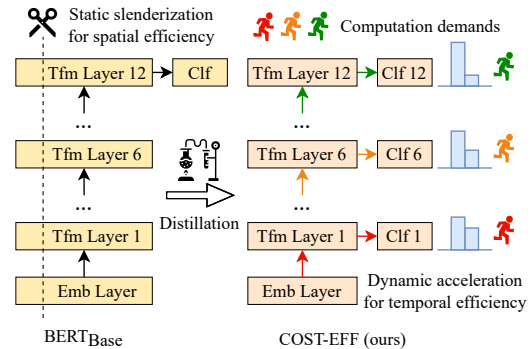 Static slenderization
for spatial efficiency
Computation demands
Tfm Layer 12
Clf
Tfm Layer 12
Clf 12
...
...
Tfm Layer 6
Tfm Layer 6
Clf 6
...
Distillation
...
Tfm Layer 1
Tfm Layer 1
Clf 1
Emb Layer
Emb Layer
Dynamic acceleration
for temporal efficiency
BERTBase
COST-EFF (ours)